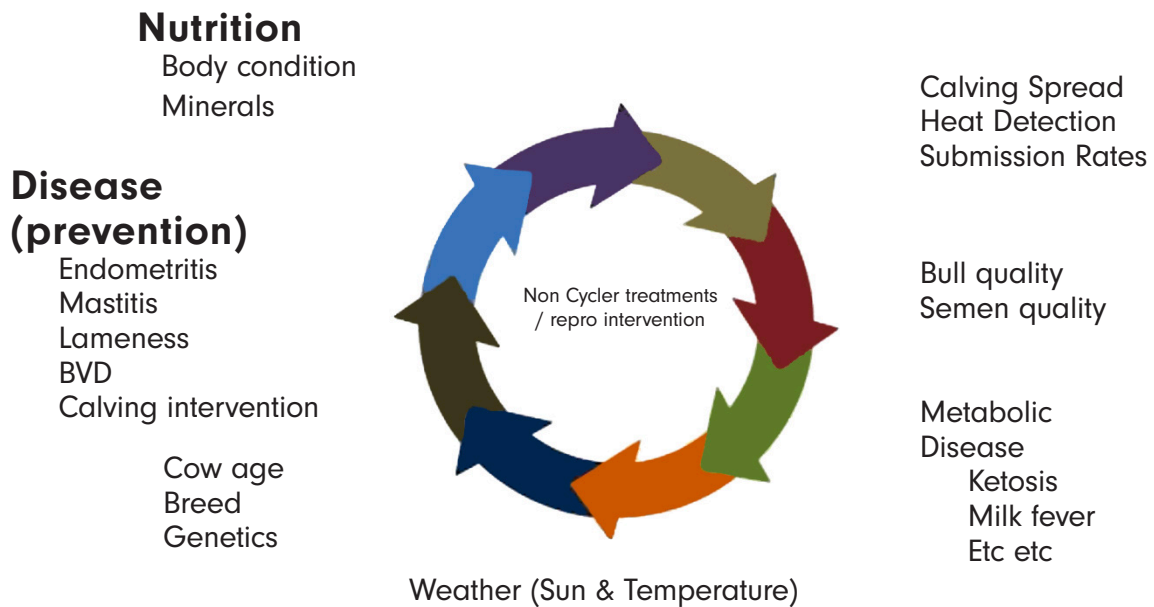 Nutrition
Body condition
Minerals
Disease
(prevention)
Endometritis
Mastitis
Lameness
BVD
Calving intervention
Cow age
Breed
Genetics
Non Cycler treatments
/ repro intervention
Calving Spread
Heat Detection
Submission Rates
Bull quality
Semen quality
Metabolic
Disease
Ketosis
Milk fever
Etc etc
Weather (Sun & Temperature)